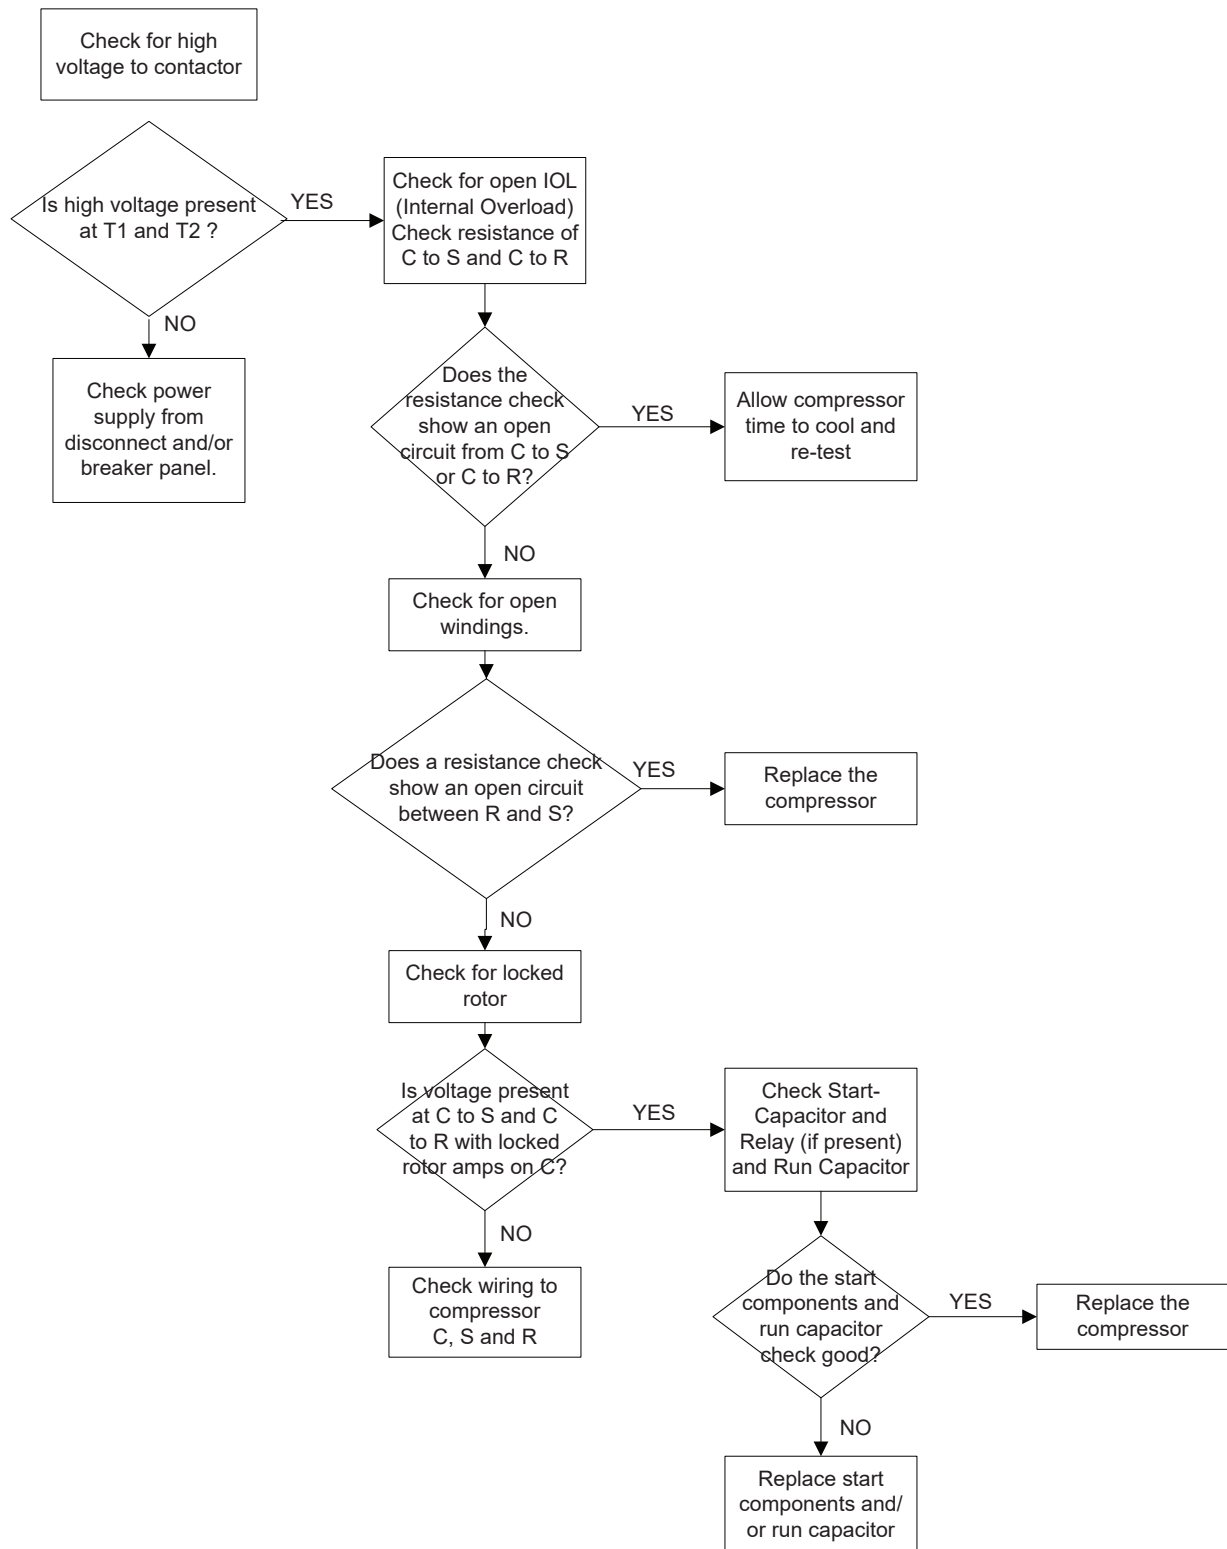 Check for high
voltage to contactor
Is high voltage present
at T1 and T2 ?
YES
Check for open IOL
(Internal Overload)
Check resistance of
C to S and C to R
NO
Check power
supply from
disconnect and/or
breaker panel.
Does the
resistance check
show an open
circuit from C to S
or C to R?
YES
Allow compressor
time to cool and
re-test
NO
Check for open
windings.
Does a resistance check
show an open circuit
between R and S?
YES
Replace the
compressor
NO
Check for locked
rotor
Is voltage present
at C to S and C
to R with locked
rotor amps on C?
YES
Check Start-
Capacitor and
Relay (if present)
and Run Capacitor
NO
Check wiring to
compressor
C, S and R
Do the start
components and
run capacitor
check good?
YES
Replace the
compressor
NO
Replace start
components and/
or run capacitor